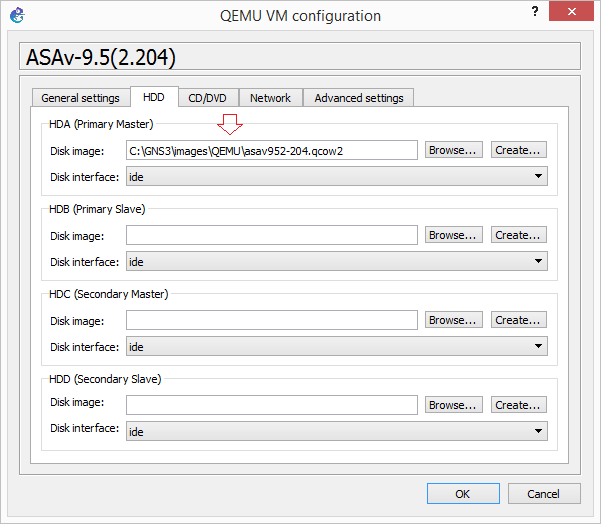 QEMU VM configuration
?
ASAv-9.5(2.204)
General settings HDD CD/DVD Network Advanced settings
HDA (Primary Master)
Disk image: C:\GNS3\images\QEMU\asav952-204.qcow2 Browse... Create...
Disk interface: ide
HDB (Primary Slave)
Disk image: Browse... Create...
Disk interface: ide
HDC (Secondary Master)
Disk image: Browse... Create...
Disk interface: ide
HDD (Secondary Slave)
Disk image: Browse... Create...
Disk interface: ide
OK Cancel